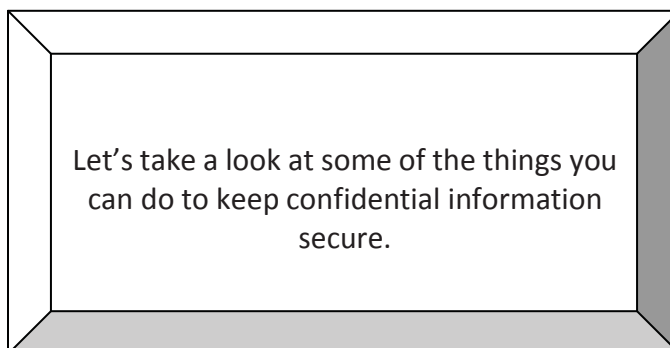 Let’s take a look at some of the things you
can do to keep confidential information
secure.